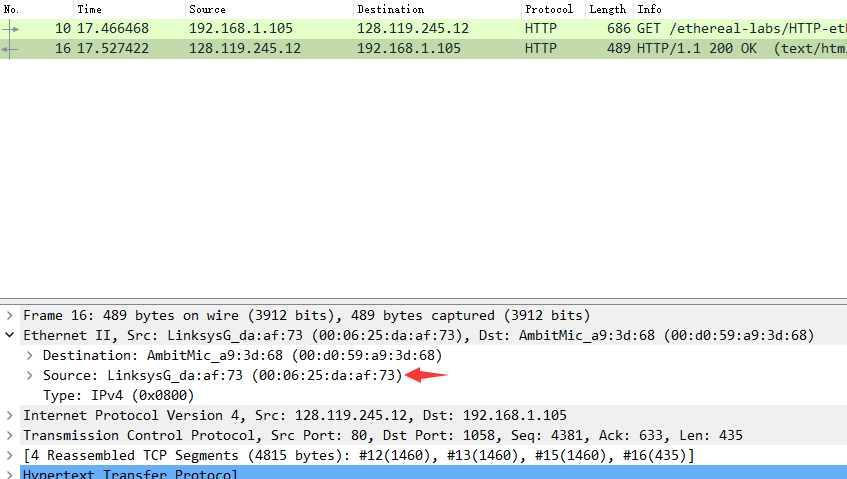 No. Time Source Destination Protocol Length Info
10 17.466468 192.168.1.105 128.119.245.12 HTTP 686 GET /ethereal-labs/HTTP-eth
16 17.527422 128.119.245.12 192.168.1.105 HTTP 489 HTTP/1.1 200 OK (text/html
Frame 16: 489 bytes on wire (3912 bits), 489 bytes captured (3912 bits)
Ethernet II, Src: LinksysG_da:af:73 (00:06:25:da:af:73), Dst: AmbitMic_a9:3d:68 (00:d0:59:a9:3d:68)
Destination: AmbitMic_a9:3d:68 (00:d0:59:a9:3d:68)
Source: LinksysG_da:af:73 (00:06:25:da:af:73)
Type: IPv4 (0x0800)
Internet Protocol Version 4, Src: 128.119.245.12, Dst: 192.168.1.105
Transmission Control Protocol, Src Port: 80, Dst Port: 1058, Seq: 4381, Ack: 633, Len: 435
[4 Reassembled TCP Segments (4815 bytes): #12(1460), #13(1460), #15(1460), #16(435)]
Hypertext Transfer Protocol